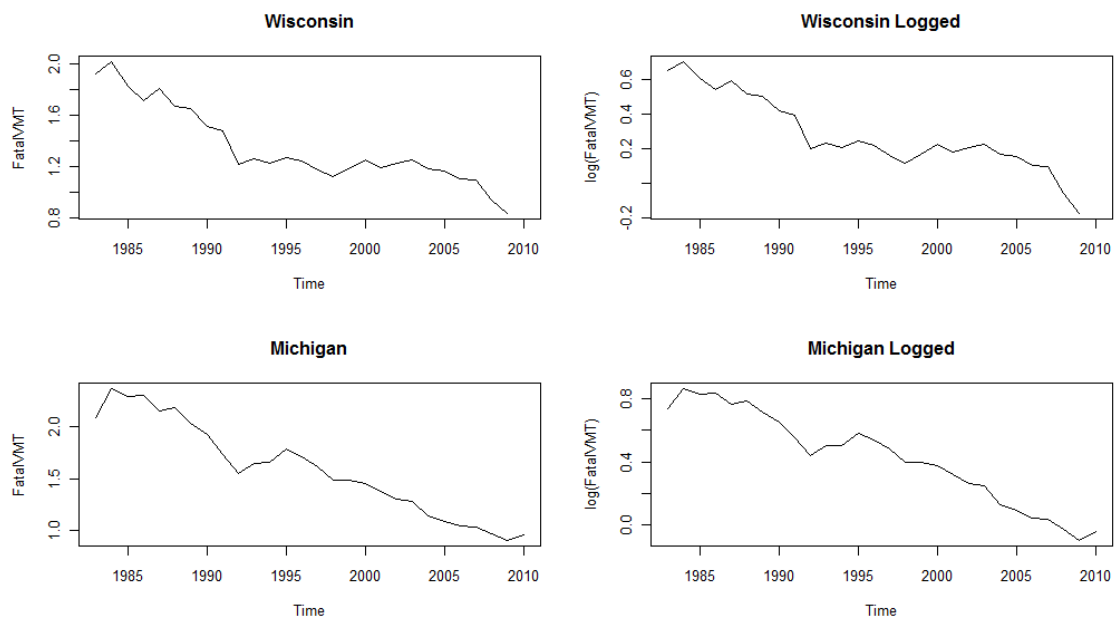 Wisconsin
FatalVMT
2.0
1.6
1.2
0.8
1985 1990 1995 2000 2005 2010
Time
Wisconsin Logged
log(FatalVMT)
0.6
0.4
0.2
-0.2
1985 1990 1995 2000 2005 2010
Time
Michigan
FatalVMT
2.0
1.5
1.0
1985 1990 1995 2000 2005 2010
Time
Michigan Logged
log(FatalVMT)
0.8
0.4
0.0
1985 1990 1995 2000 2005 2010
Time